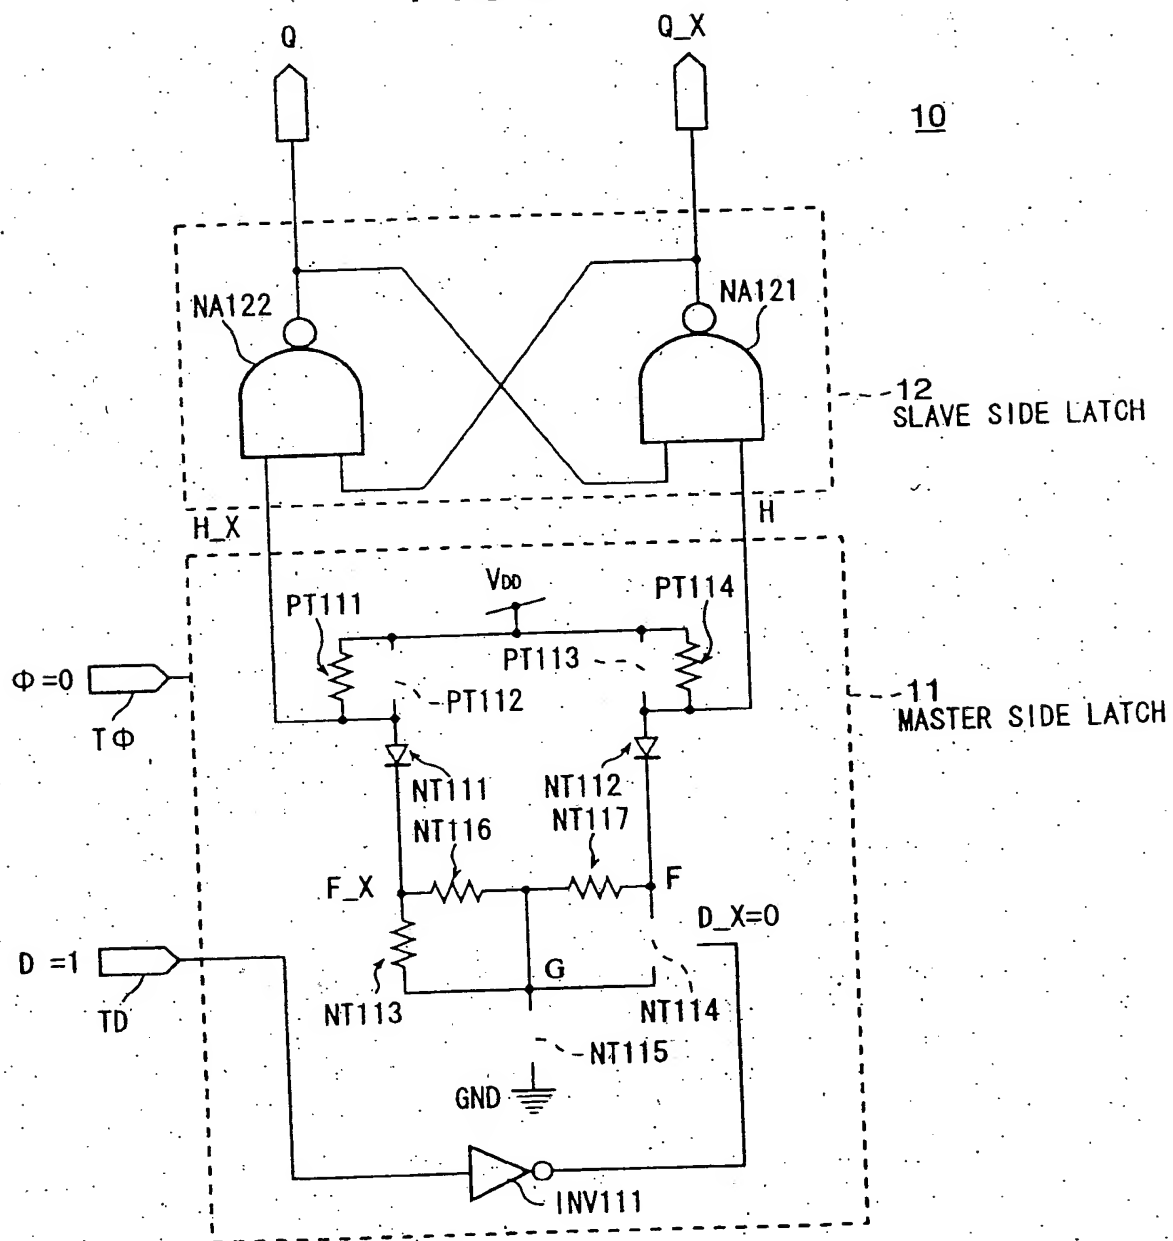 Q
Q_X
10
NA122
NA121
12
SLAVE SIDE LATCH
H_X
H
VDD
PT111
PT114
PT113
PT112
Φ=0
TΦ
11
MASTER SIDE LATCH
NT111
NT112
NT116
NT117
F_X
F
D_X=0
D =1
TD
G
NT113
NT114
NT115
GND
INV111